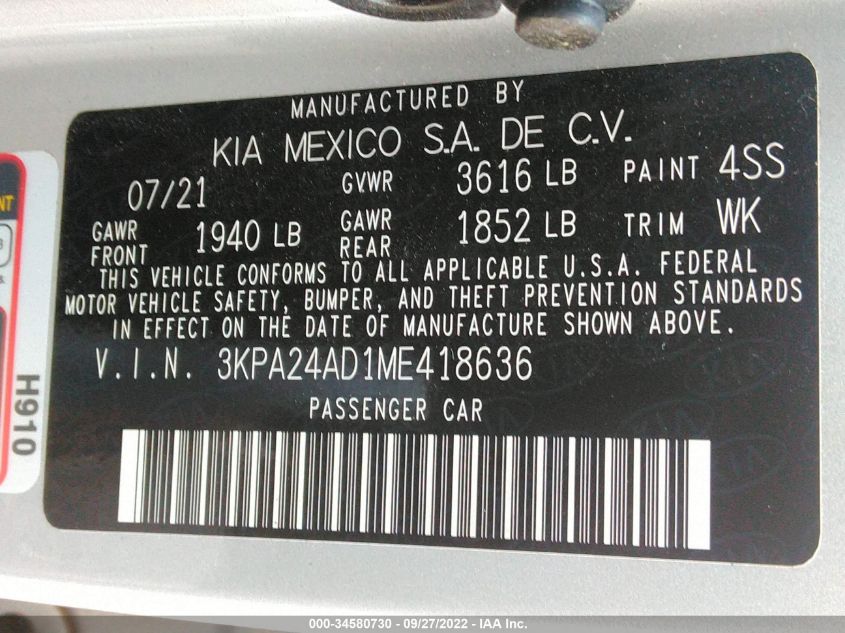 MANUFACTURED BY
KIA MEXICO S.A. DE C.V.
07/21 GVWR 3616 LB PAINT 4SS
GAWR FRONT 1940 LB GAWR REAR 1852 LB TRIM WK
THIS VEHICLE CONFORMS TO ALL APPLICABLE U.S.A. FEDERAL
MOTOR VEHICLE SAFETY, BUMPER, AND THEFT PREVENTION STANDARDS
IN EFFECT ON THE DATE OF MANUFACTURE SHOWN ABOVE.
V.I.N. 3KPA24AD1ME418636
PASSENGER CAR
H910
000-34580730 - 09/27/2022 - IAA Inc.